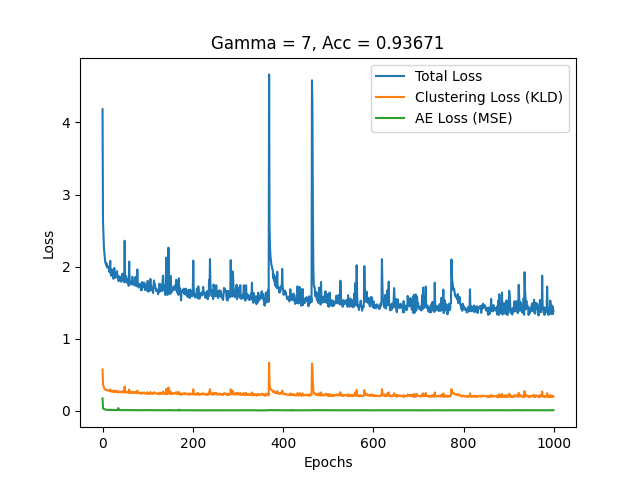 Gamma = 7, Acc = 0.93671
Total Loss
Clustering Loss (KLD)
AE Loss (MSE)
4
3
2
1
0
Loss
0 200 400 600 800 1000
Epochs